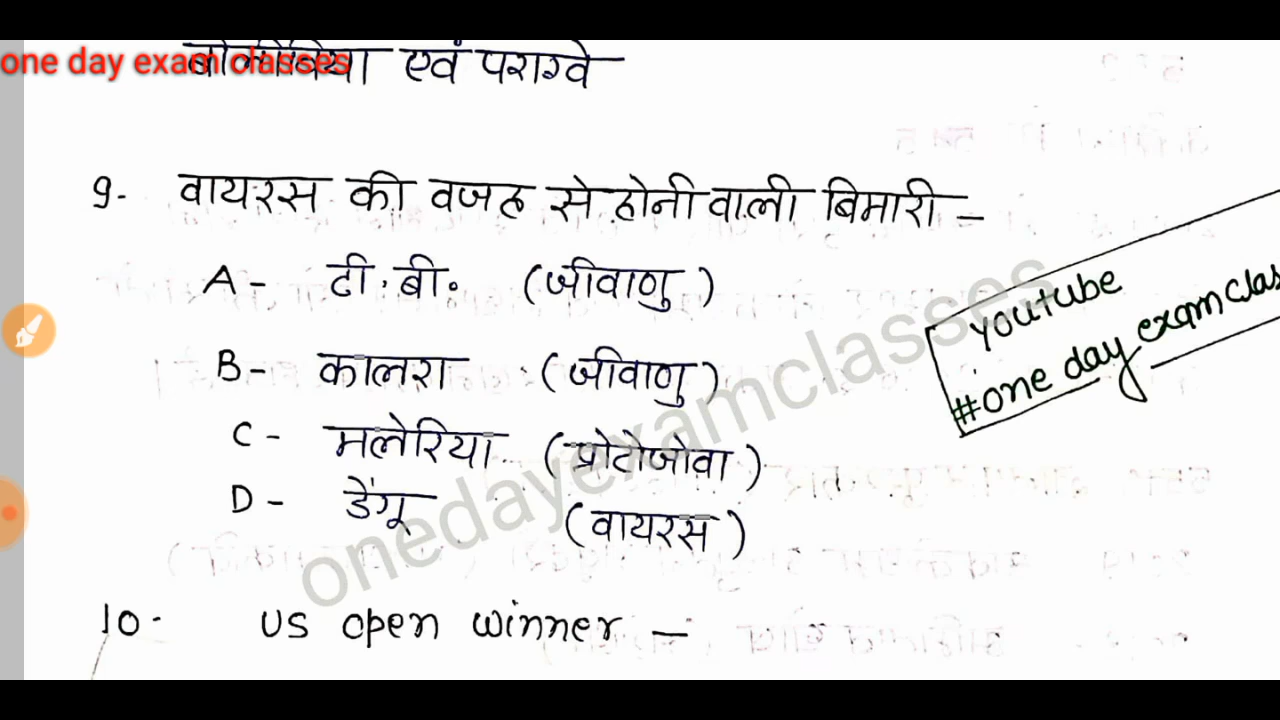 one day exam classes
बोलीविया एवं पराग्वे
9- वायरस की वजह से होनी वाली बिमारी -
A- टी.बी. (जीवाणु)
B- कालरा (जीवाणु)
C- मलेरिया (प्रोटोजोवा)
D- डेंगू (वायरस)
youtube
#one day examclas
onedayexamclasses
10- US open winner -